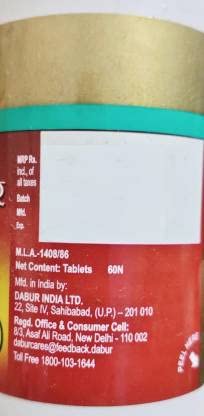 MRP Rs.
incl. of
all taxes
Batch
Mfd.
Exp.
M.L.A.-1408/86
Net Content: Tablets 60N
Mfd. in India by:
DABUR INDIA LTD.
22, Site IV, Sahibabad, (U.P.) – 201 010
Regd. Office & Consumer Cell:
8/3, Asaf Ali Road, New Delhi - 110 002
daburcares@feedback.dabur
Toll Free 1800-103-1644
PEEL HERE